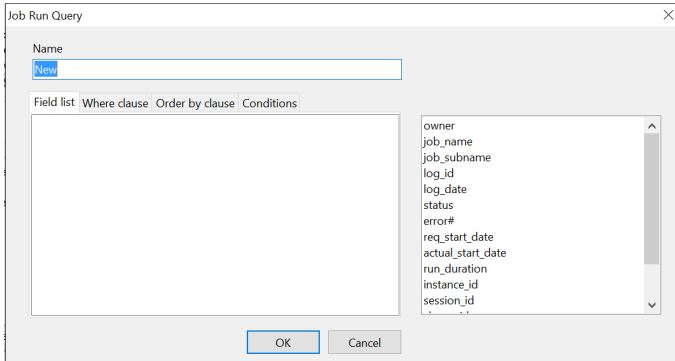 Job Run Query
Name
New
Field list Where clause Order by clause Conditions
owner
job_name
job_subname
log_id
log_date
status
error#
req_start_date
actual_start_date
run_duration
instance_id
session_id
OK Cancel